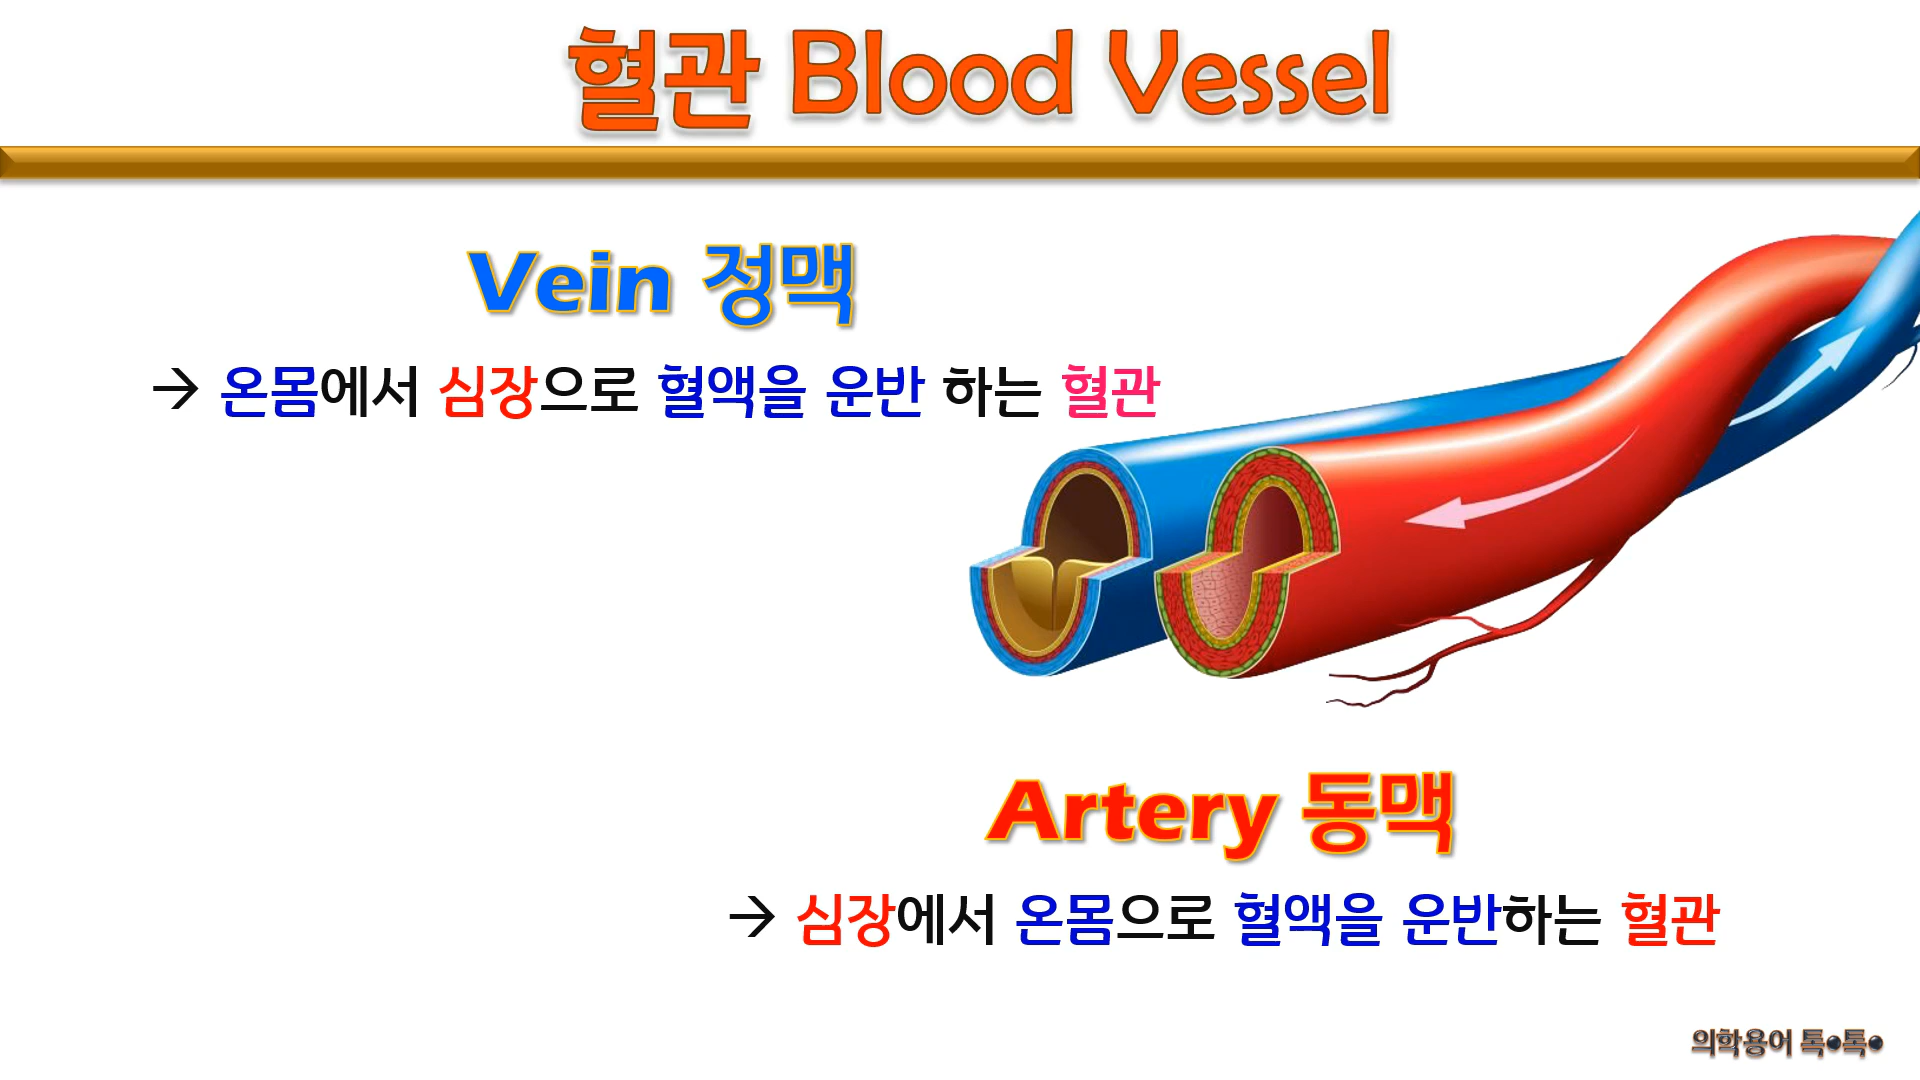 혈관 Blood Vessel
Vein 정맥
→ 온몸에서 심장으로 혈액을 운반 하는 혈관
Artery 동맥
→ 심장에서 온몸으로 혈액을 운반하는 혈관
의학용어 톡●톡●